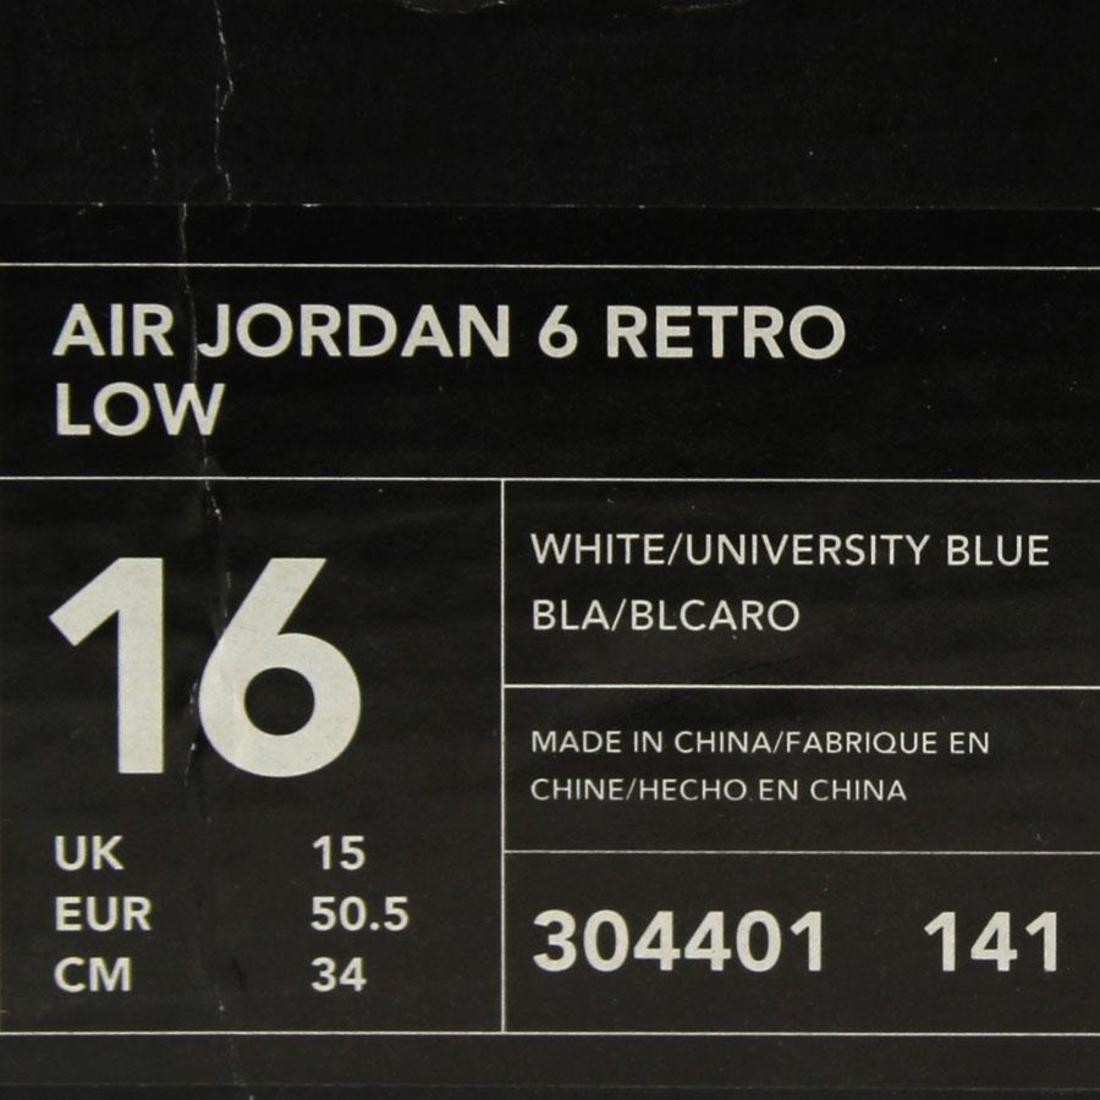 AIR JORDAN 6 RETRO
LOW
16
UK 15
EUR 50.5
CM 34
WHITE/UNIVERSITY BLUE
BLA/BLCARO
MADE IN CHINA/FABRIQUE EN
CHINE/HECHO EN CHINA
304401 141